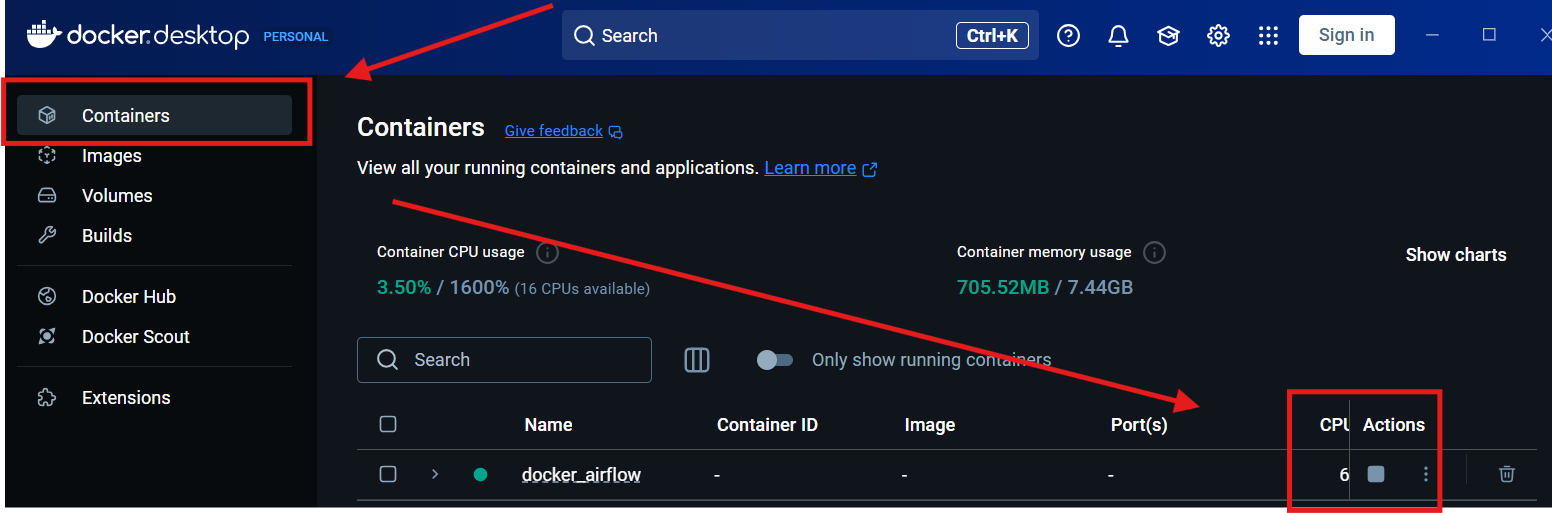 docker.desktop PERSONAL
Search Ctrl+K
Sign in
Containers
Images
Volumes
Builds
Docker Hub
Docker Scout
Extensions
Containers Give feedback
View all your running containers and applications. Learn more
Container CPU usage
3.50% / 1600% (16 CPUs available)
Container memory usage
705.52MB / 7.44GB
Show charts
Search
Only show running containers
Name Container ID Image Port(s) CPU Actions
docker_airflow - - - 6